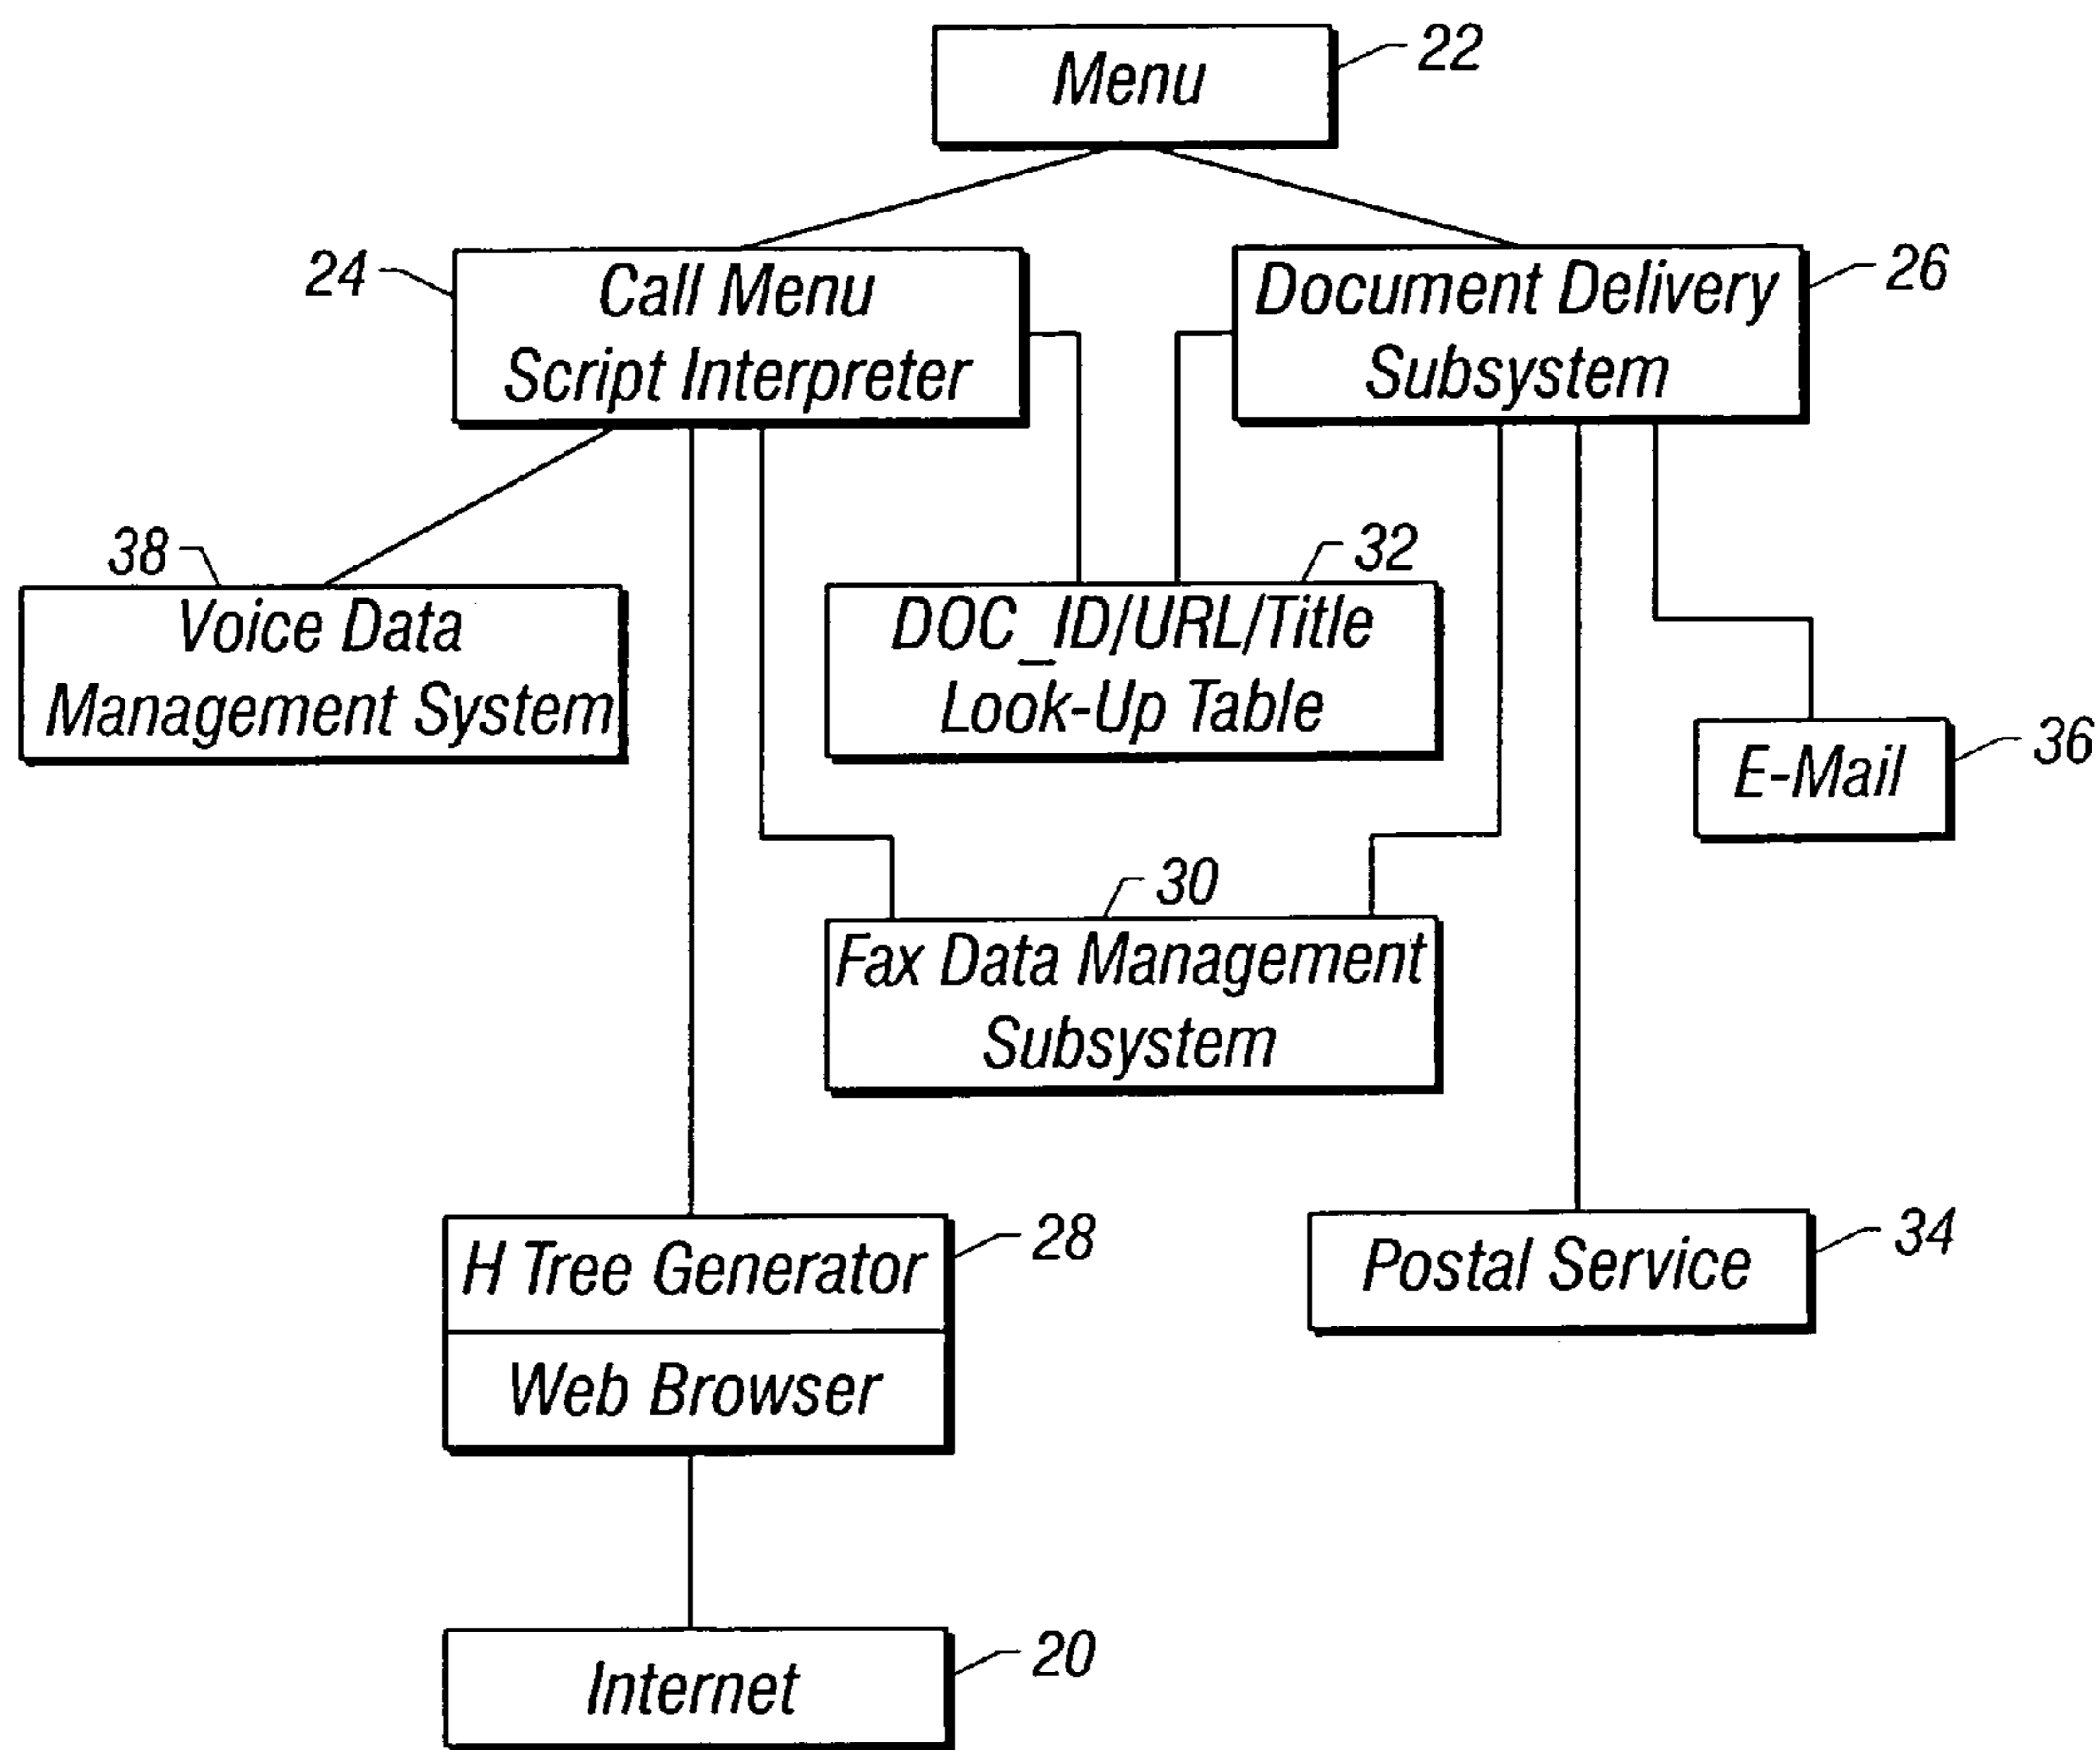 Menu
22
24
Call Menu
Script Interpreter
Document Delivery
Subsystem
26
38
Voice Data
Management System
32
DOC_ID/URL/Title
Look-Up Table
E-Mail
36
30
Fax Data Management
Subsystem
H Tree Generator
28
Web Browser
Postal Service
34
Internet
20